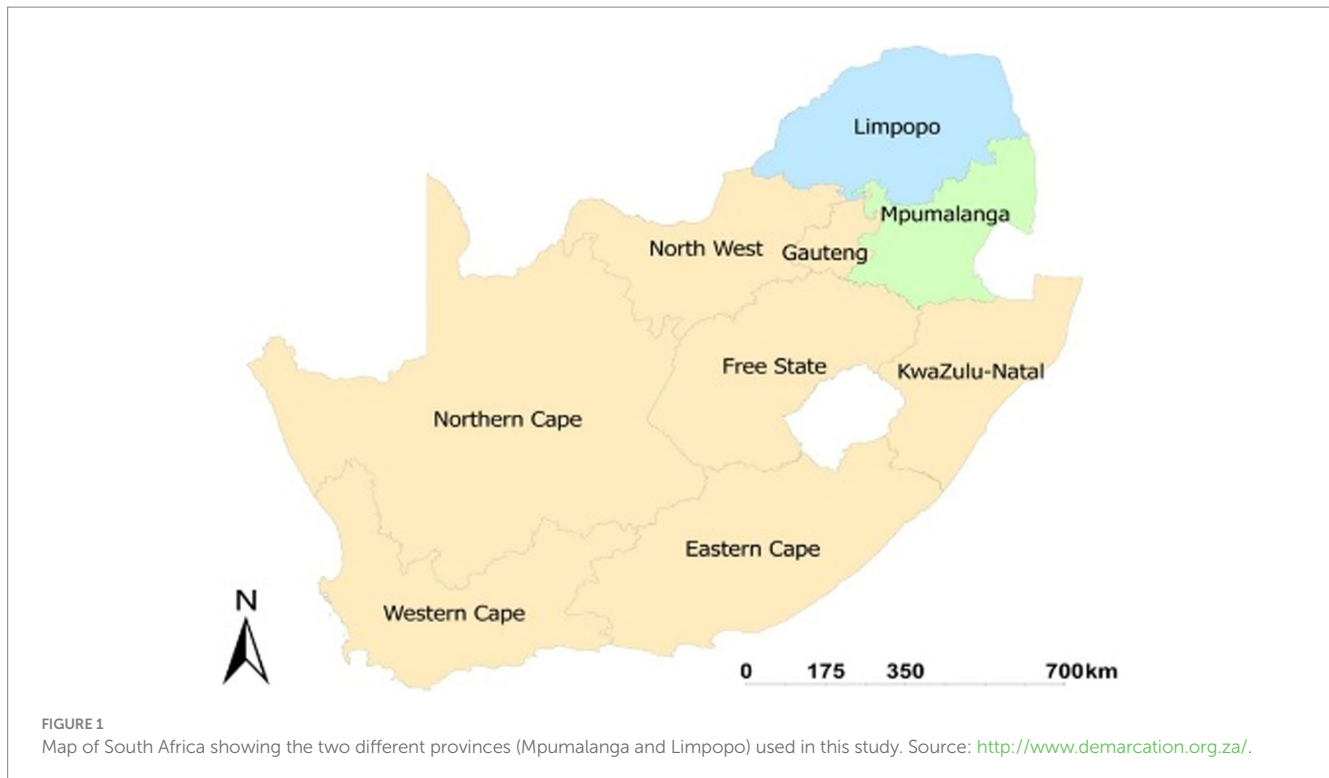 Limpopo
Mpumalanga
North West
Gauteng
Free State
KwaZulu-Natal
Northern Cape
Eastern Cape
Western Cape
N
0 175 350 700km
FIGURE 1
Map of South Africa showing the two different provinces (Mpumalanga and Limpopo) used in this study. Source: http://www.demarcation.org.za/.